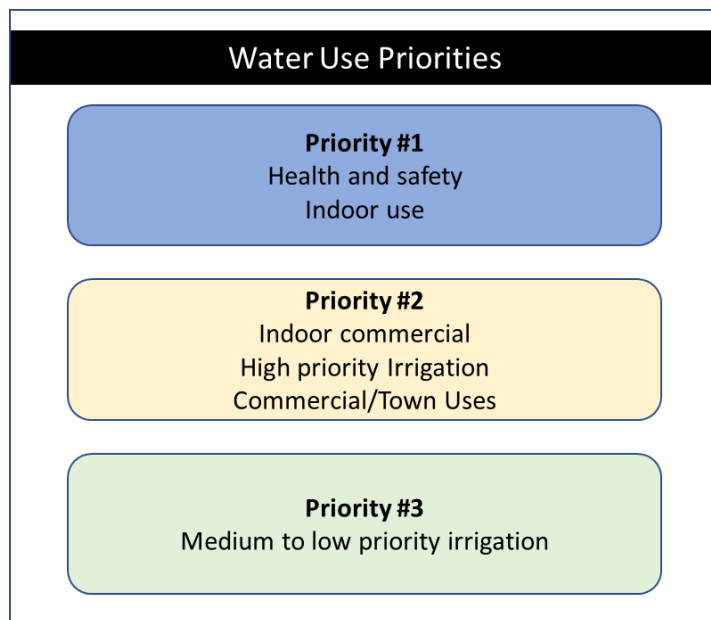 Water Use Priorities
Priority #1
Health and safety
Indoor use
Priority #2
Indoor commercial
High priority Irrigation
Commercial/Town Uses
Priority #3
Medium to low priority irrigation